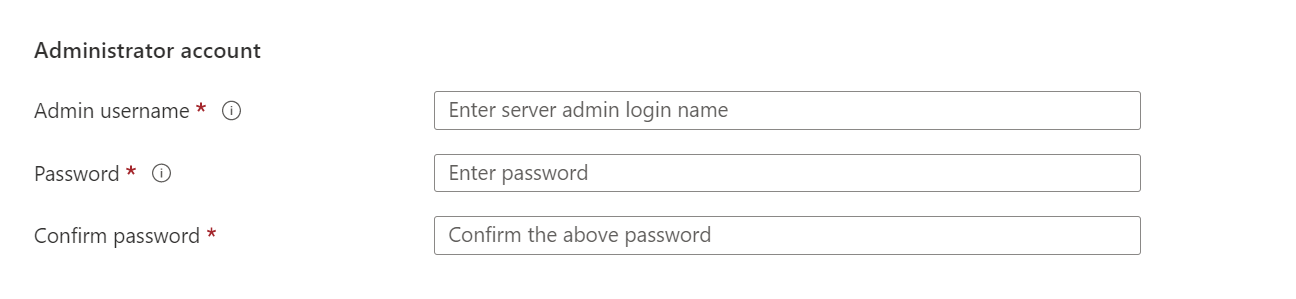 Administrator account
Admin username * ⓘ Enter server admin login name
Password * ⓘ Enter password
Confirm password * Confirm the above password